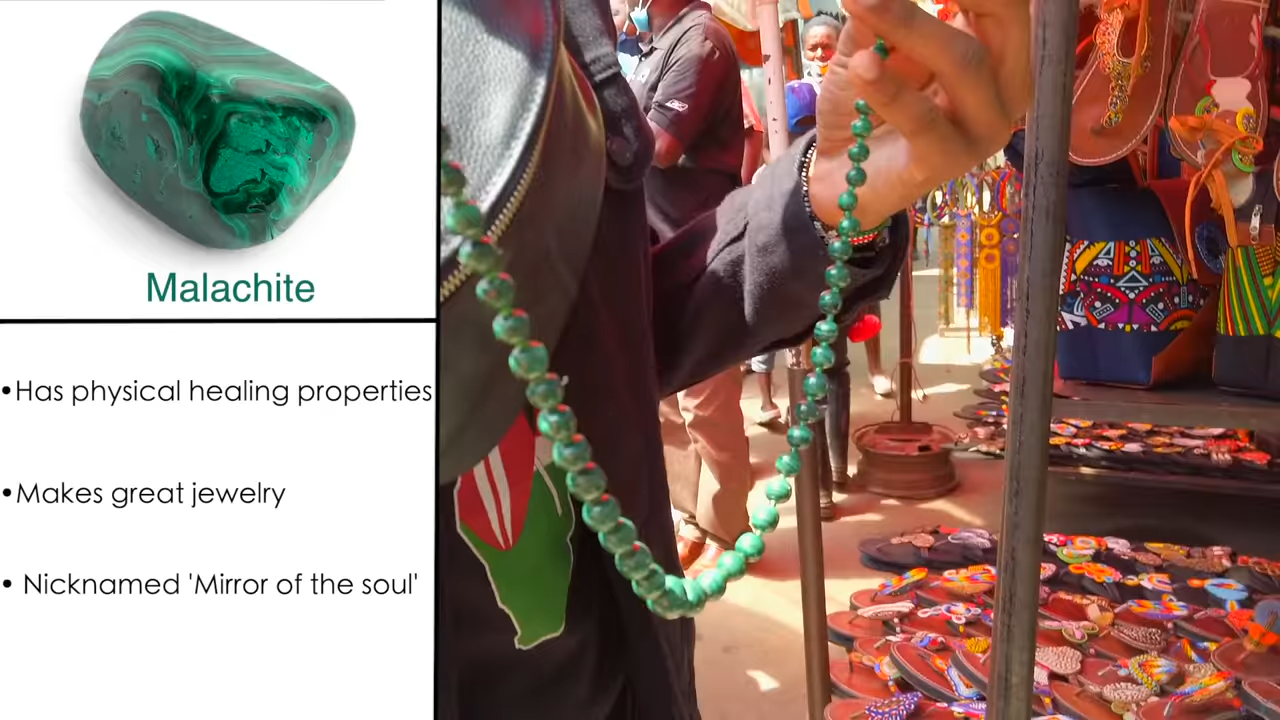 Malachite
•Has physical healing properties
•Makes great jewelry
• Nicknamed 'Mirror of the soul'